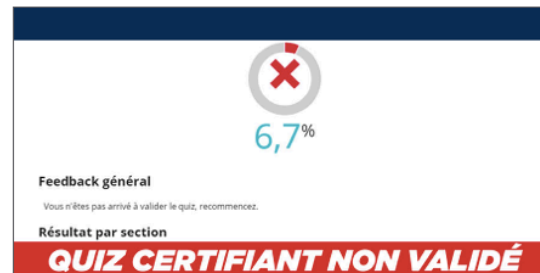 6,7%
Feedback général
Vous n'êtes pas arrivé à valider le quiz, recommencez.
Résultat par section
QUIZ CERTIFIANT NON VALIDÉ